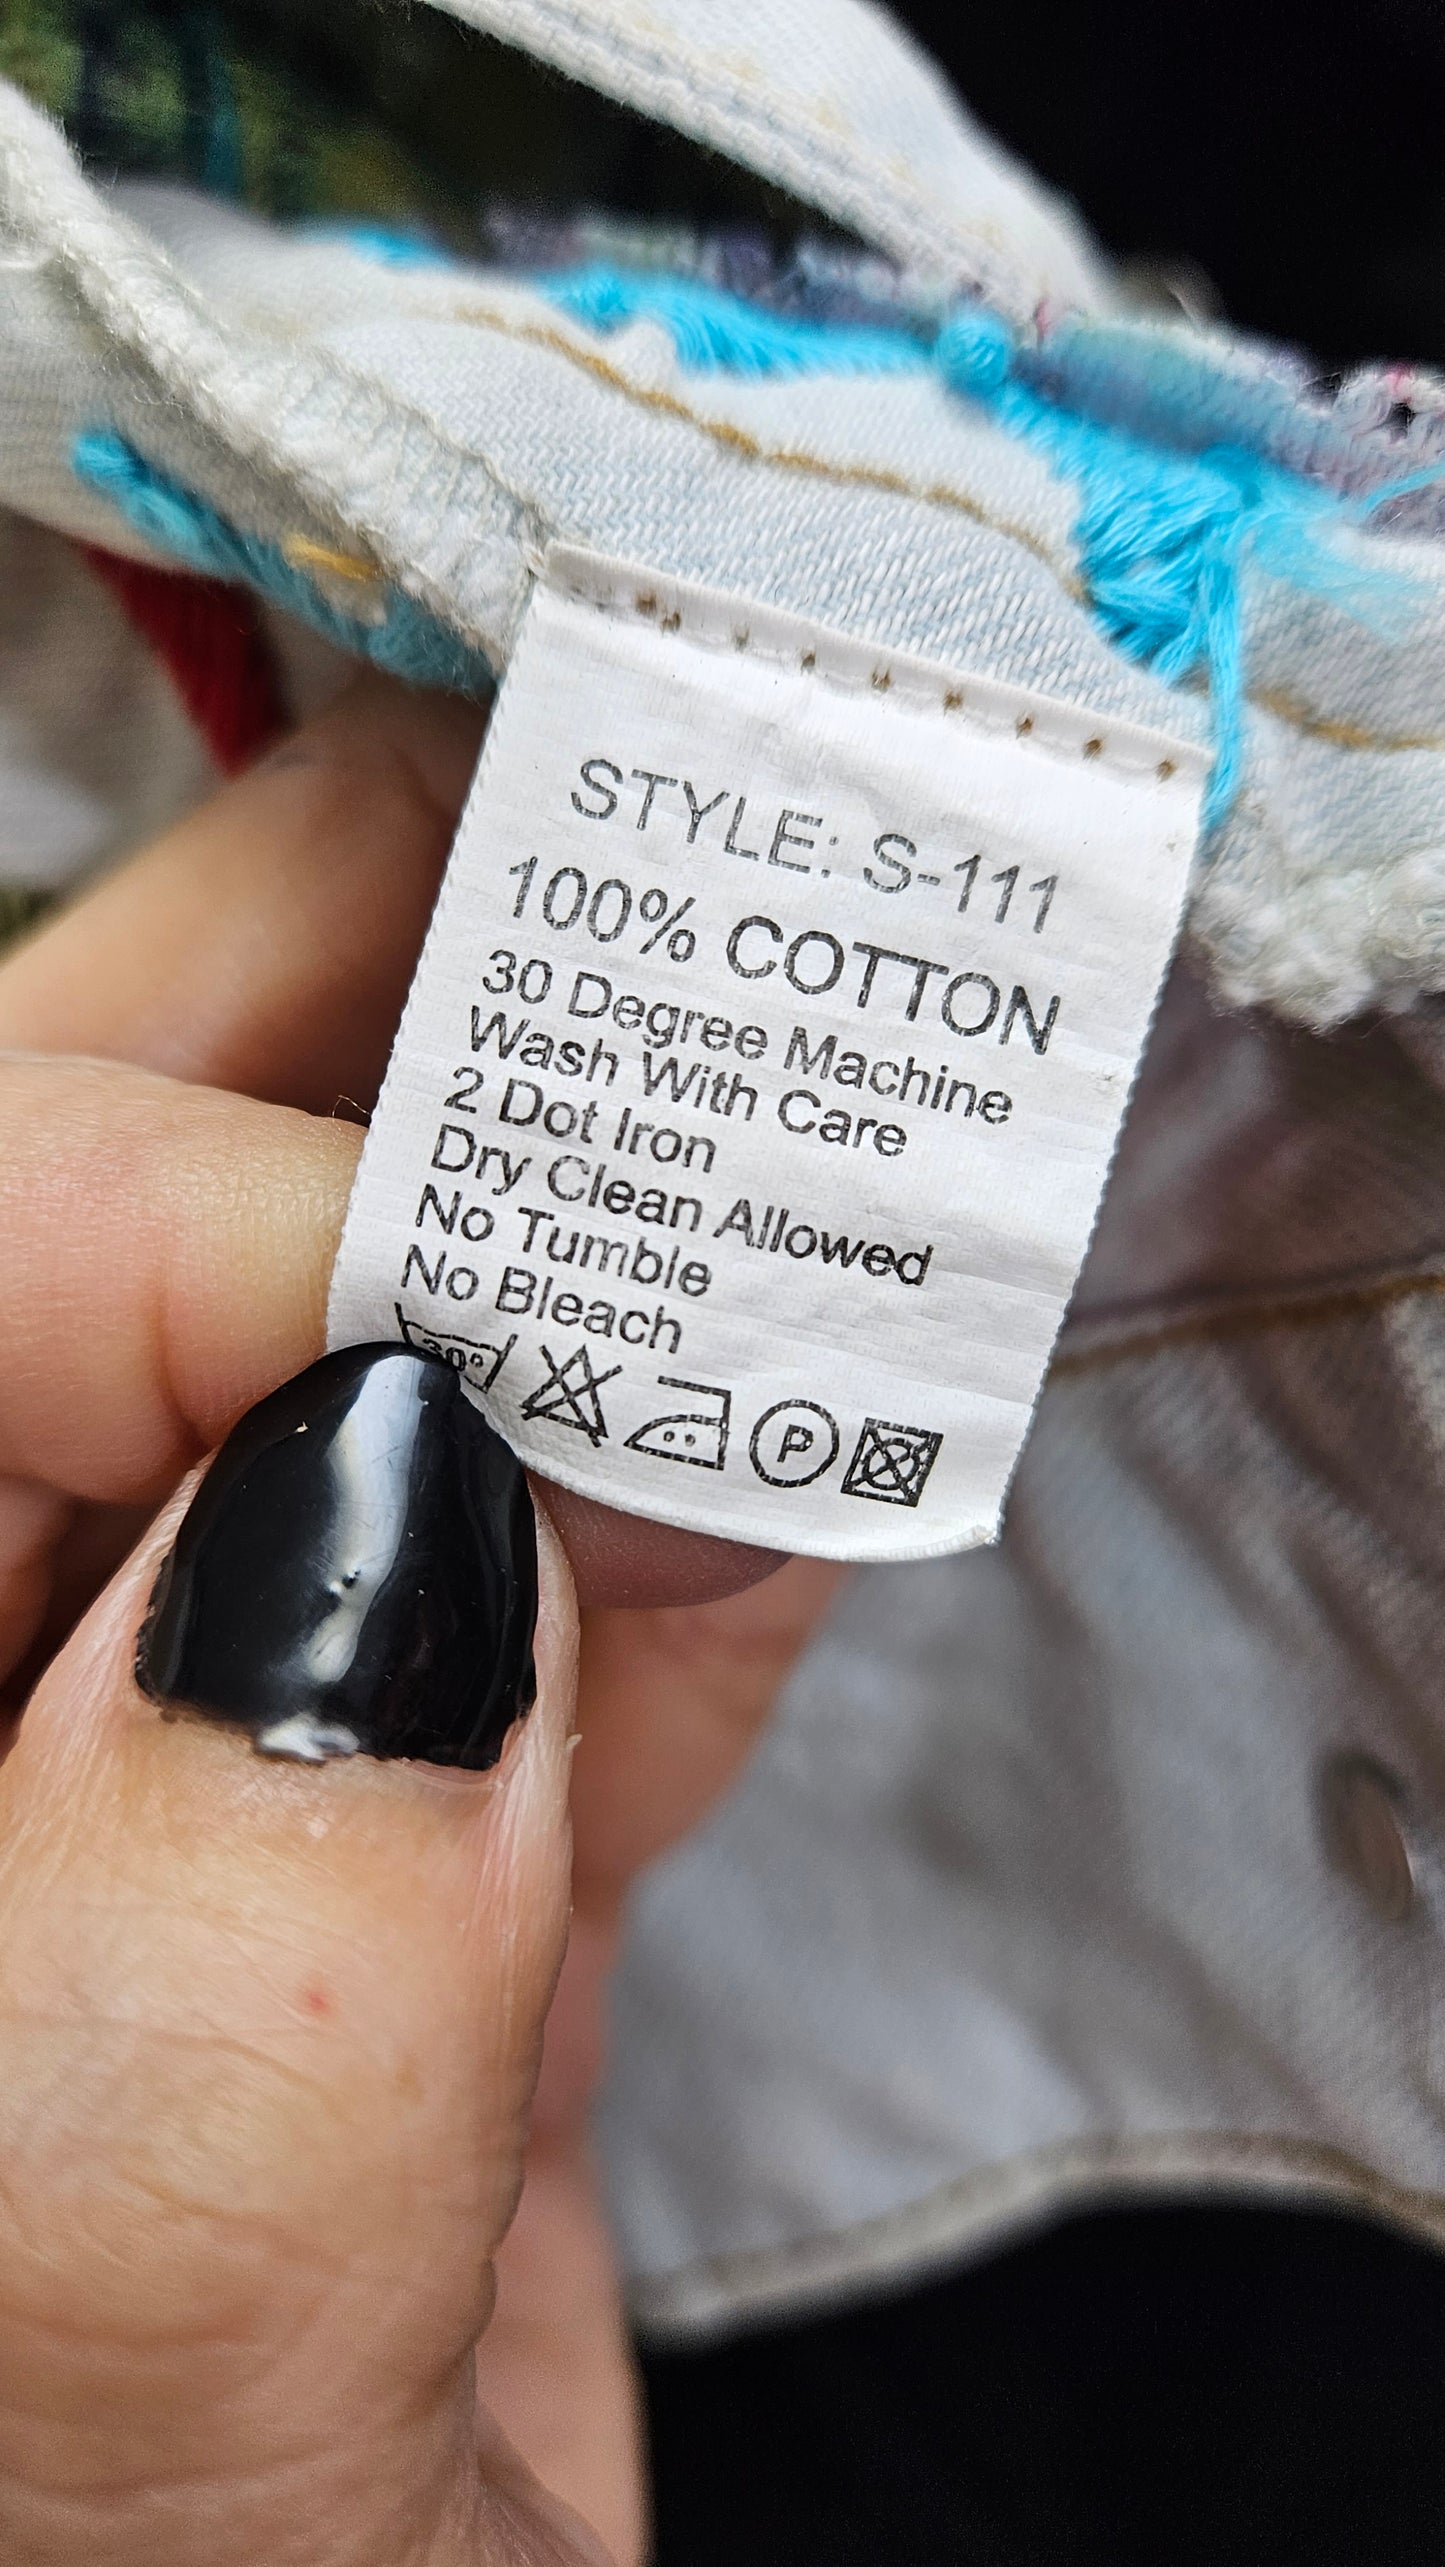 STYLE: S-111
100% COTTON
30 Degree Machine
Wash With Care
2 Dot Iron
Dry Clean Allowed
No Tumble
No Bleach
30° P